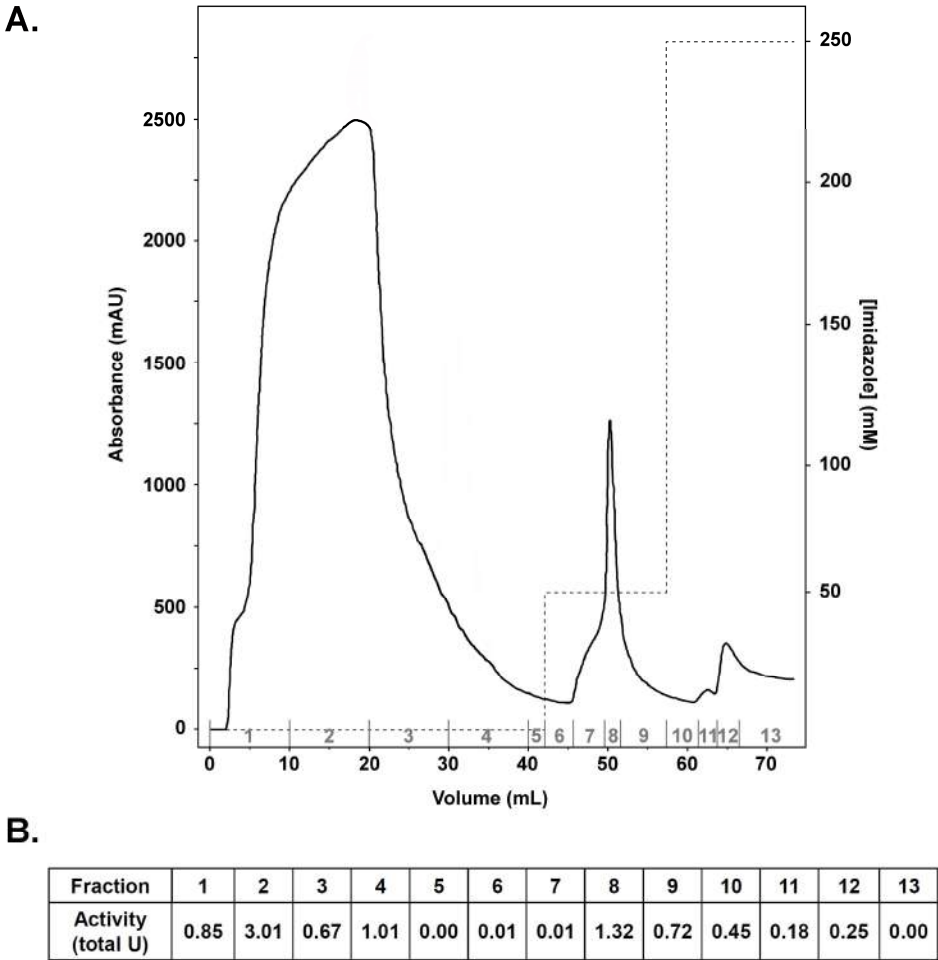 A.
2500
2000
1500
1000
500
0
Absorbance (mAU)
250
200
150
100
50
[Imidazole] (mM)
1 2 3 4 5 6 7 8 9 10 11 12 13
0 10 20 30 40 50 60 70
Volume (mL)
B.
Fraction 1 2 3 4 5 6 7 8 9 10 11 12 13
Activity
(total U) 0.85 3.01 0.67 1.01 0.00 0.01 0.01 1.32 0.72 0.45 0.18 0.25 0.00